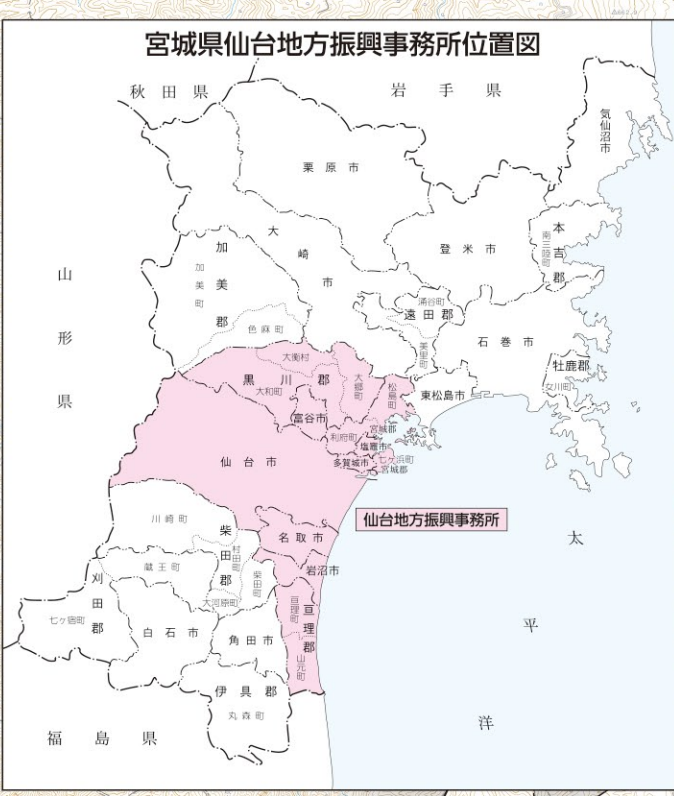 宮城県仙台地方振興事務所位置図
秋田県
岩手県
気仙沼市
栗原市
大崎市
加美郡
加美町
色麻町
登米市
本吉郡
南三陸町
山形県
涌谷町
遠田郡
美里町
石巻市
牡鹿郡
女川町
東松島市
大衡村
黒川郡
大和町
大郷町
松島町
富谷市
宮城郡
利府町
塩竈市
仙台市
多賀城市
七ヶ浜町
宮城郡
仙台地方振興事務所
川崎町
柴田郡
村田町
名取市
太平洋
蔵王町
刈田郡
柴田町
岩沼市
大河原町
七ヶ宿町
白石市
角田市
亘理町
亘理郡
山元町
伊具郡
丸森町
福島県